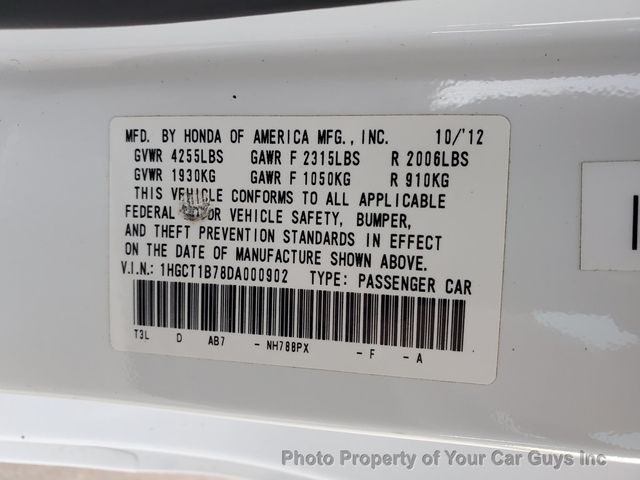 MFD. BY HONDA OF AMERICA MFG., INC. 10/'12
GVWR 4255LBS GAWR F 2315LBS R 2006LBS
GVWR 1930KG GAWR F 1050KG R 910KG
THIS VEHICLE CONFORMS TO ALL APPLICABLE
FEDERAL OR VEHICLE SAFETY, BUMPER,
AND THEFT PREVENTION STANDARDS IN EFFECT
ON THE DATE OF MANUFACTURE SHOWN ABOVE.
V.I.N.: 1HGCT1B78DA000902 TYPE: PASSENGER CAR
T3L D AB7 - NH788PX - F - A
Photo Property of Your Car Guys Inc